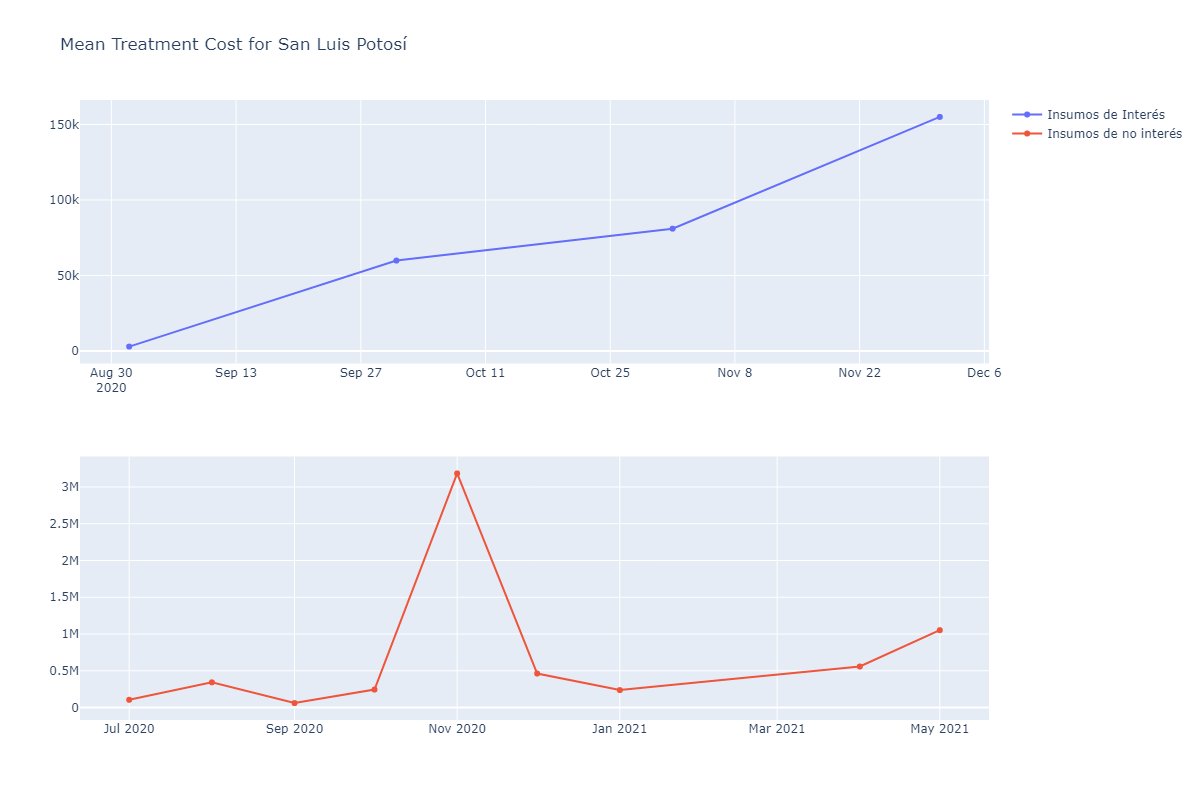 Mean Treatment Cost for San Luis Potosí
Insumos de Interés
Insumos de no interés
150k
100k
50k
0
Aug 30 Sep 13 Sep 27 Oct 11 Oct 25 Nov 8 Nov 22 Dec 6
2020
3M
2.5M
2M
1.5M
1M
0.5M
0
Jul 2020 Sep 2020 Nov 2020 Jan 2021 Mar 2021 May 2021